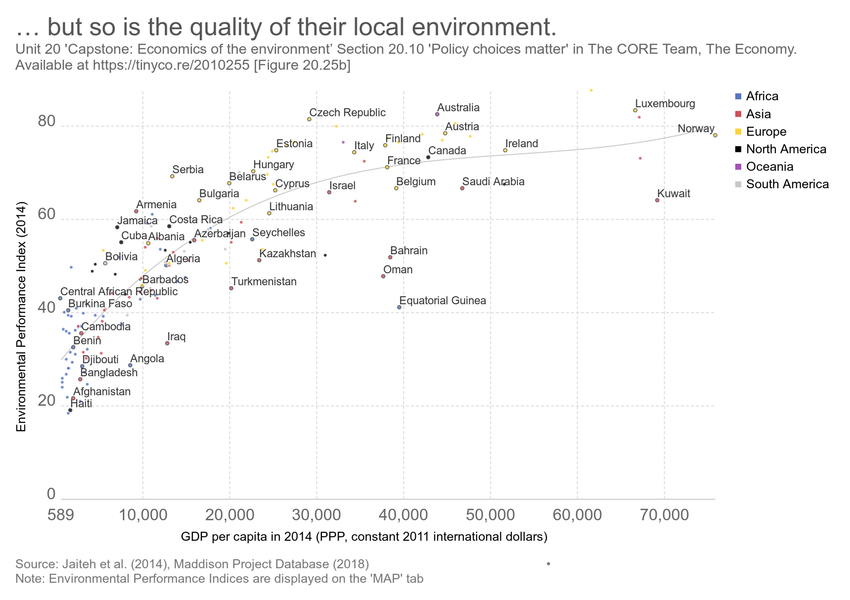 … but so is the quality of their local environment.
Unit 20 'Capstone: Economics of the environment’ Section 20.10 'Policy choices matter' in The CORE Team, The Economy.
Available at https://tinyco.re/2010255 [Figure 20.25b]
Africa
Asia
Europe
North America
Oceania
South America
Environmental Performance Index (2014)
80
60
40
20
0
Luxembourg
Australia
Czech Republic
Norway
Austria
Finland
Estonia
Italy
Ireland
Canada
France
Hungary
Serbia
Belarus
Cyprus
Israel
Belgium
Saudi Arabia
Bulgaria
Kuwait
Armenia
Lithuania
Jamaica
Costa Rica
Cuba
Albania
Azerbaijan
Seychelles
Bolivia
Algeria
Kazakhstan
Bahrain
Oman
Barbados
Turkmenistan
Central African Republic
Burkina Faso
Equatorial Guinea
Cambodia
Benin
Iraq
Djibouti
Angola
Bangladesh
Afghanistan
Haiti
589
10,000
20,000
30,000
40,000
50,000
60,000
70,000
GDP per capita in 2014 (PPP, constant 2011 international dollars)
Source: Jaiteh et al. (2014), Maddison Project Database (2018)
Note: Environmental Performance Indices are displayed on the 'MAP' tab